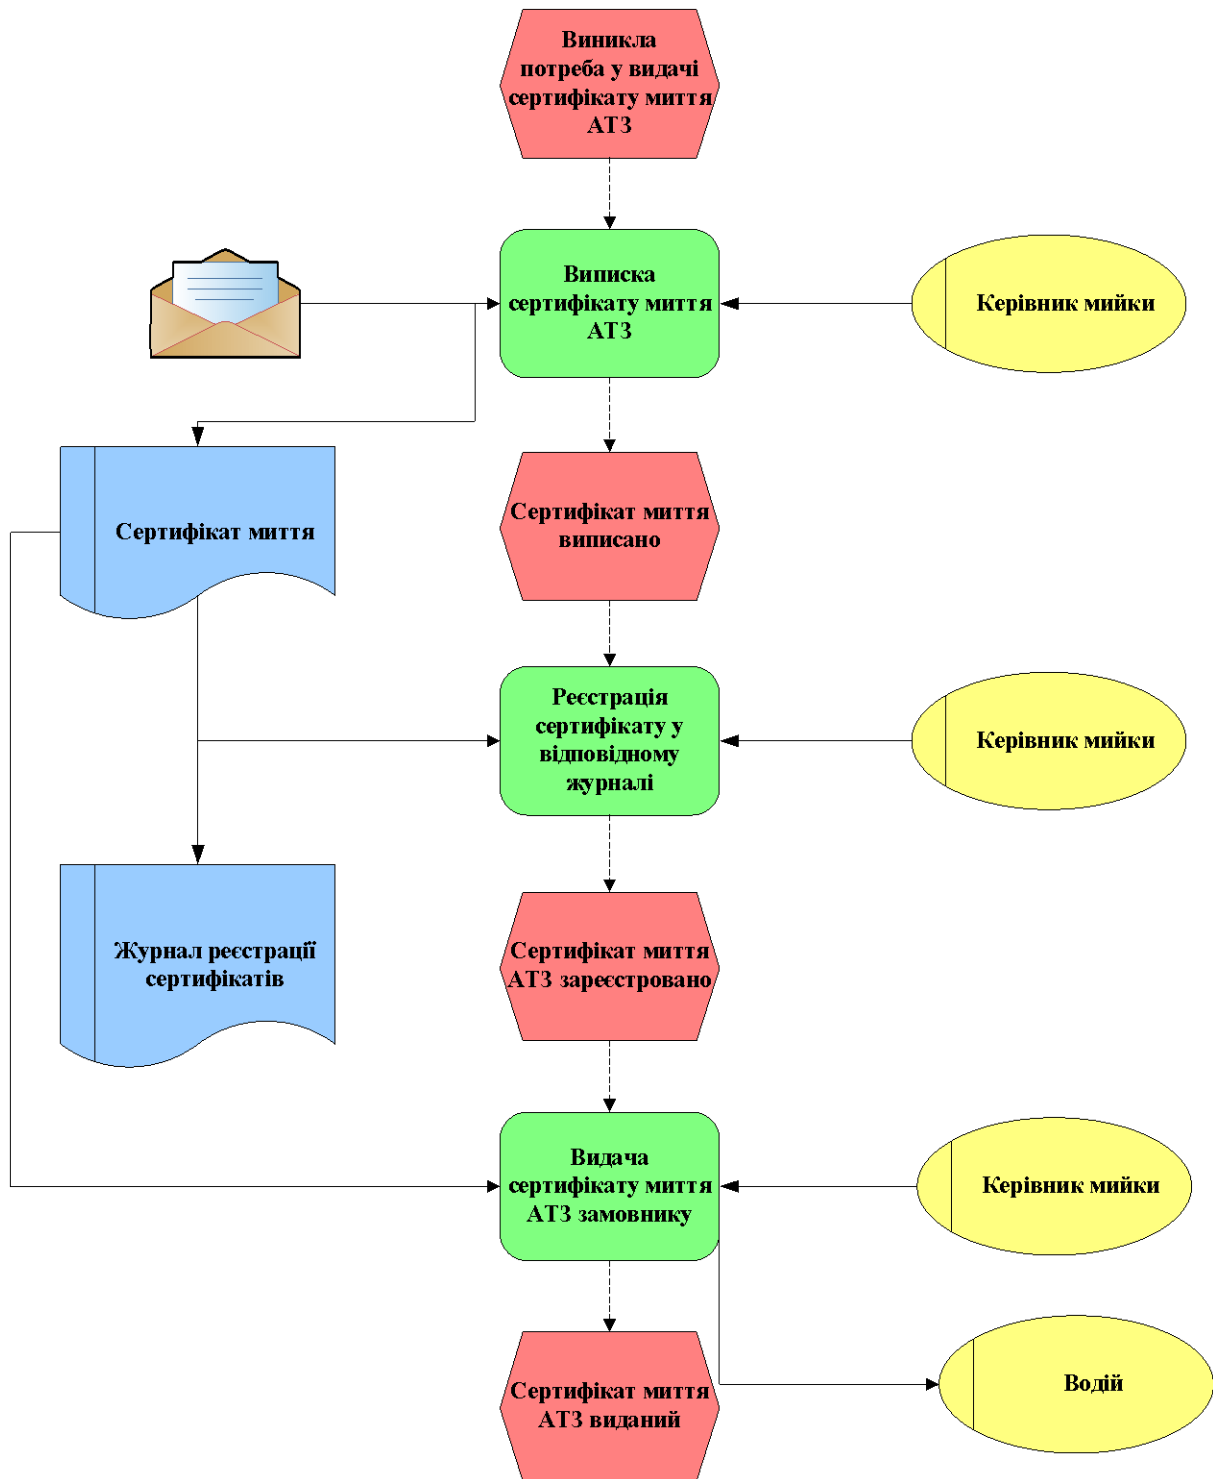 Виникла
потреба у видачі
сертифікату миття
АТЗ
Виписка
сертифікату миття
АТЗ
Керівник мийки
Сертифікат миття
Сертифікат миття
виписано
Реєстрація
сертифікату у
відповідному
журналі
Керівник мийки
Журнал реєстрації
сертифікатів
Сертифікат миття
АТЗ зареєстровано
Видача
сертифікату миття
АТЗ замовнику
Керівник мийки
Водій
Сертифікат миття
АТЗ виданий